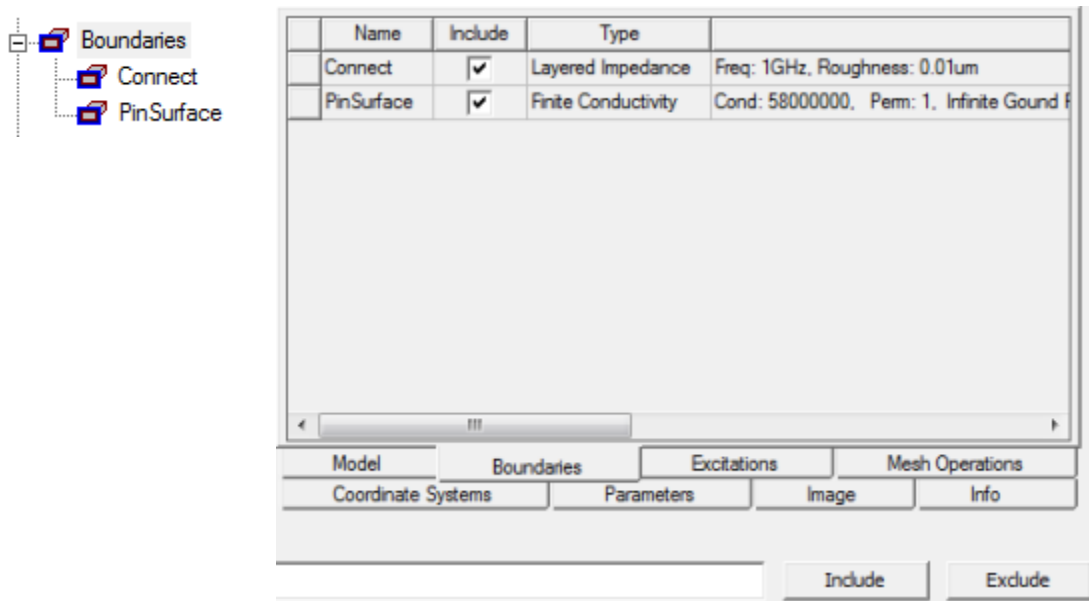 Boundaries
Connect
PinSurface
Name Include Type
Connect Layered Impedance Freq: 1GHz, Roughness: 0.01um
PinSurface Finite Conductivity Cond: 58000000, Perm: 1, Infinite Gound
Model Boundaries Excitations Mesh Operations
Coordinate Systems Parameters Image Info
Include Exclude